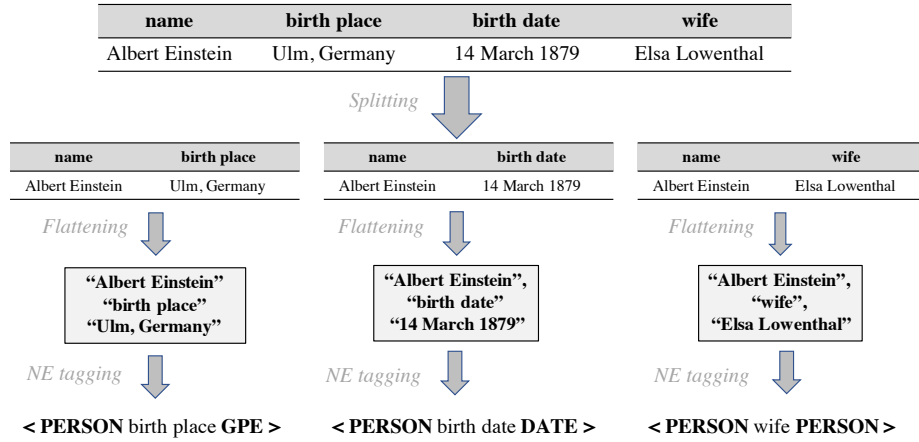 name birth place birth date wife
Albert Einstein Ulm, Germany 14 March 1879 Elsa Lowenthal
Splitting
name birth place name birth date name wife
Albert Einstein Ulm, Germany Albert Einstein 14 March 1879 Albert Einstein Elsa Lowenthal
Flattening Flattening Flattening
“Albert Einstein”
“birth place”
“Ulm, Germany”
“Albert Einstein”,
“birth date”
“14 March 1879”
“Albert Einstein”,
“wife”,
“Elsa Lowenthal”
NE tagging NE tagging NE tagging
< PERSON birth place GPE > < PERSON birth date DATE > < PERSON wife PERSON >